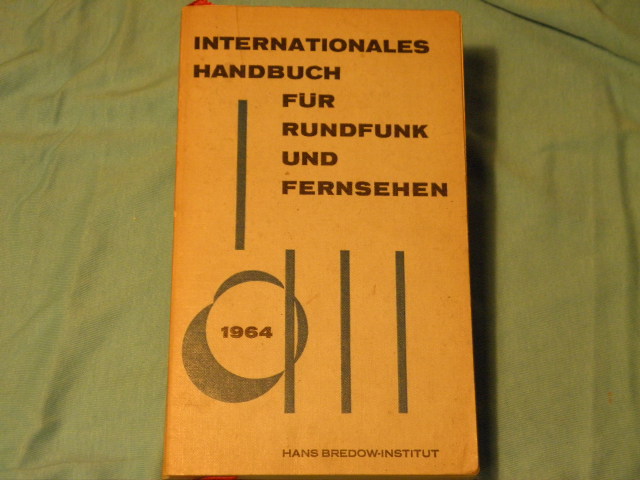 INTERNATIONALES
HANDBUCH
FÜR
RUNDFUNK
UND
FERNSEHEN
1964
HANS BREDOW-INSTITUT